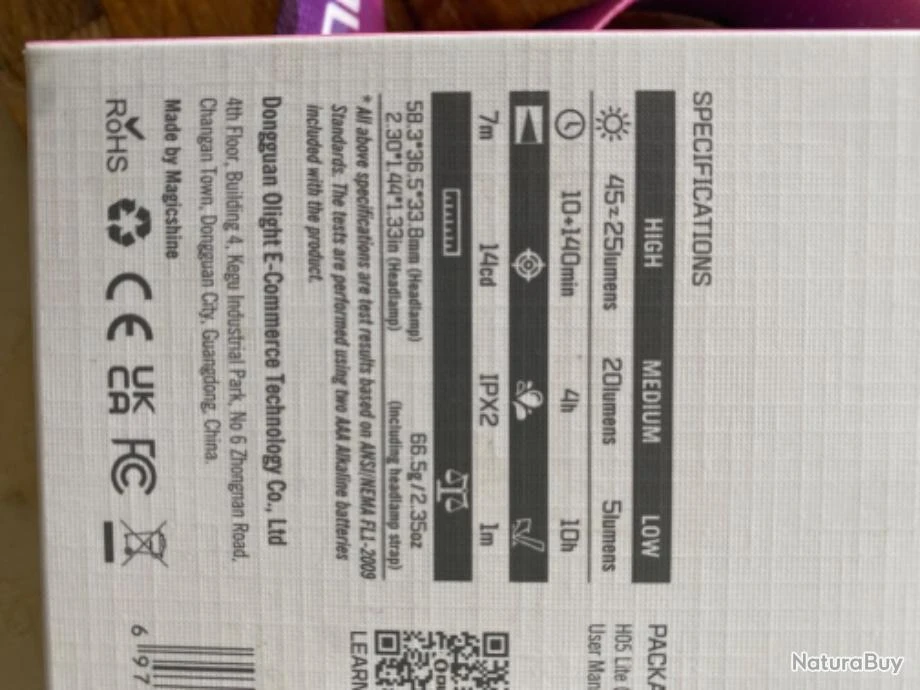 SPECIFICATIONS
HIGH MEDIUM LOW
45~25lumens 20lumens 5lumens
10+140min 4h 10h
7m 14cd IPX2 1m
58.3*36.5*33.8mm (Headlamp) 66.5g/2.35oz
2.30*1.44*1.33in (Headlamp) (Including headlamp strap)
* All above specifications are test results based on ANSI/NEMA FL1-2009
Standards. The tests are performed using two AAA Alkaline batteries
included with the product.
Dongguan Olight E-Commerce Technology Co., Ltd
4th Floor, Building 4, Kegu Industrial Park, No 6 Zhongnan Road,
Changan Town, Dongguan City, Guangdong, China.
Made by Magicshine
RoHS CE UK CA FC
PACKA
H05 Lite
User Man
LEARN
6 97
NaturaBuy